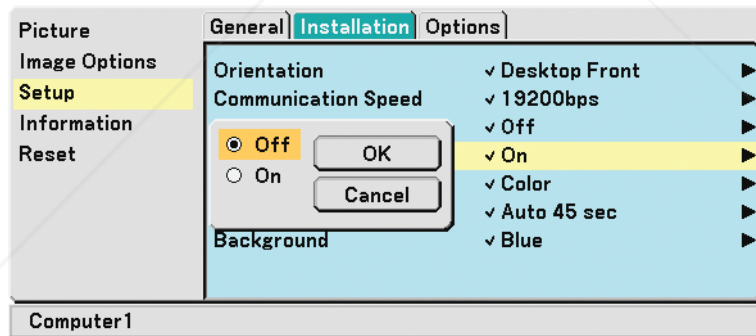 Picture
Image Options
Setup
Information
Reset
General Installation Options
Orientation ✓ Desktop Front
Communication Speed ✓ 19200bps
✓ Off
✓ On
✓ Color
✓ Auto 45 sec
Background ✓ Blue
Off
On
OK
Cancel
Computer1